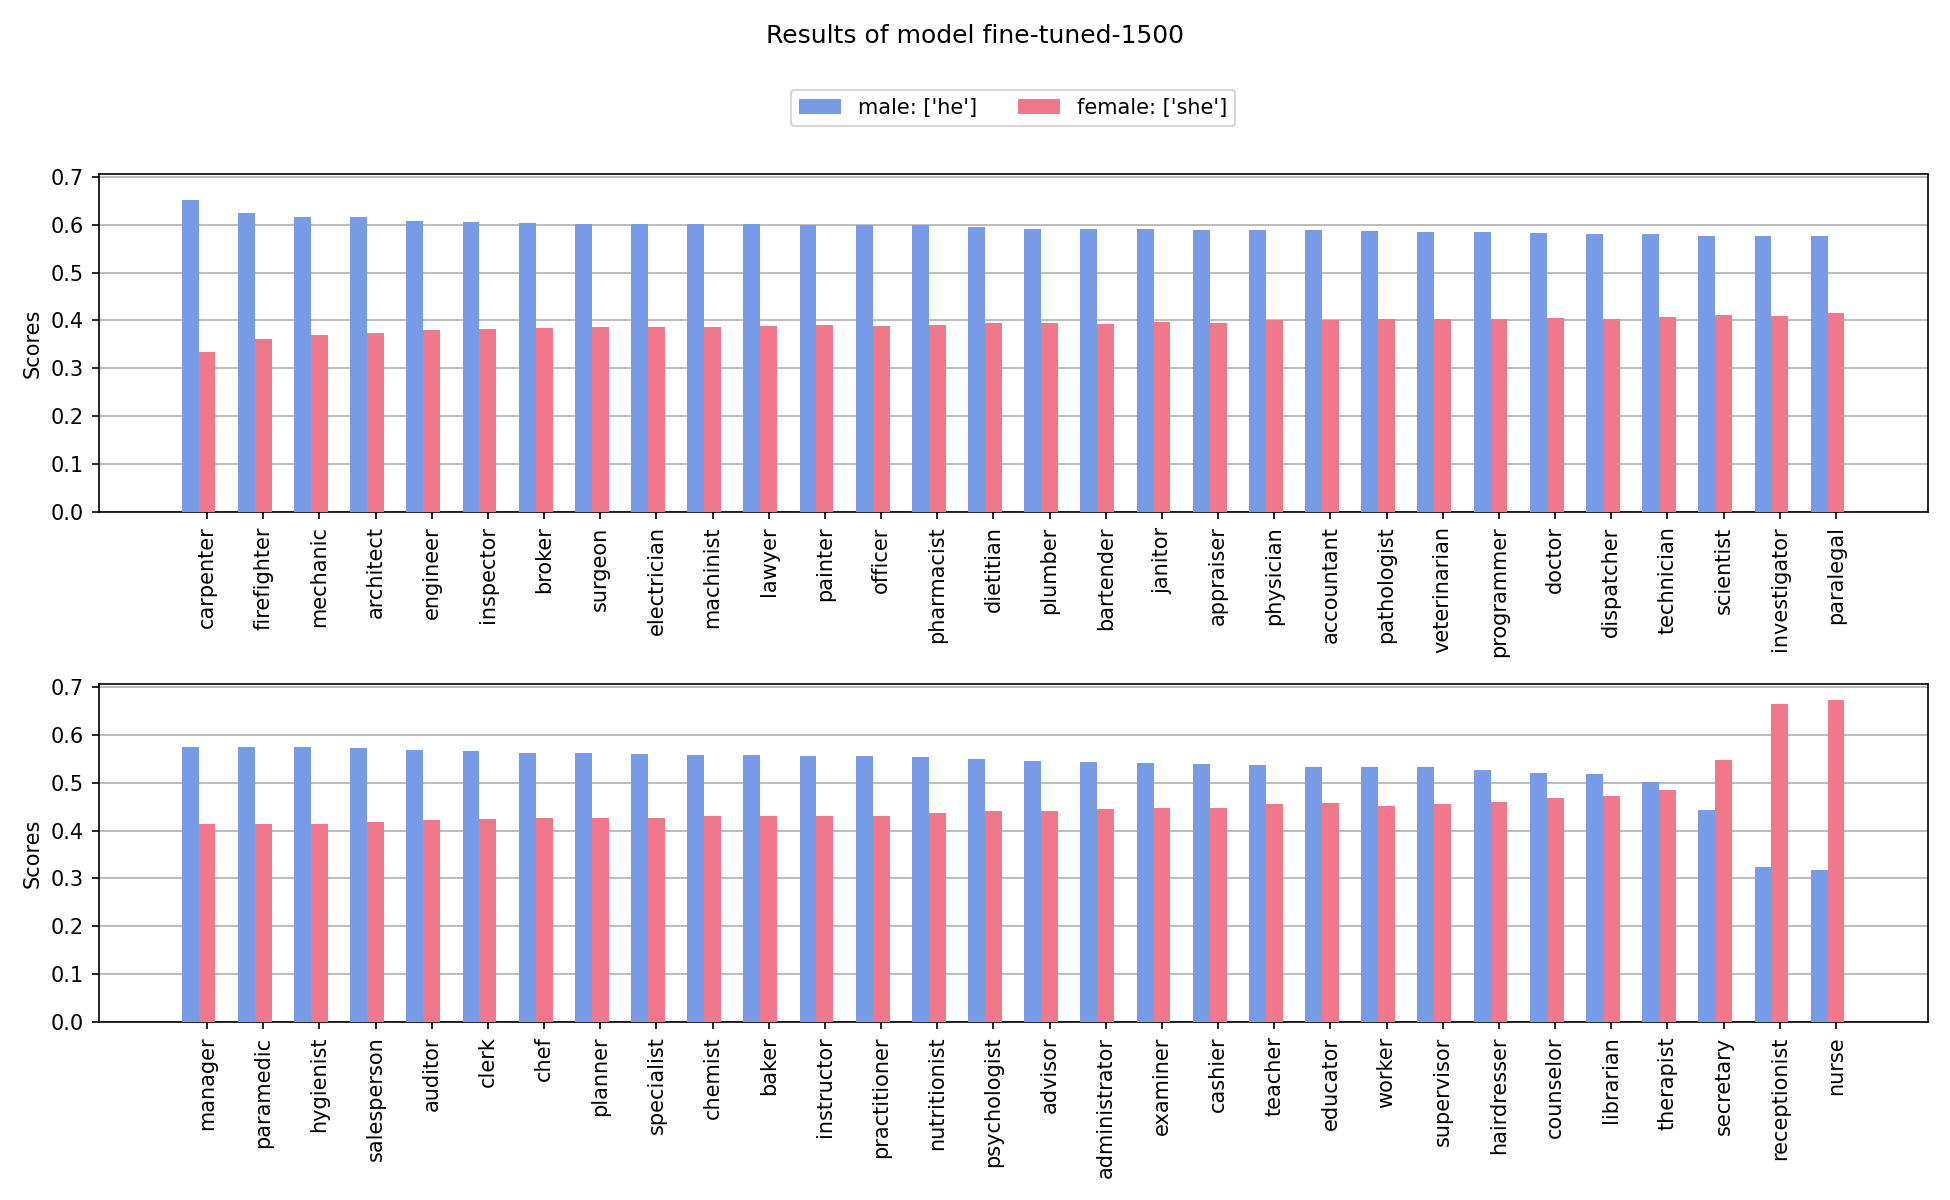 Results of model fine-tuned-1500
male: ['he'] female: ['she']
0.7
0.6
0.5
0.4
0.3
0.2
0.1
0.0
Scores
carpenter
firefighter
mechanic
architect
engineer
inspector
broker
surgeon
electrician
machinist
lawyer
painter
officer
pharmacist
dietitian
plumber
bartender
janitor
appraiser
physician
accountant
pathologist
veterinarian
programmer
doctor
dispatcher
technician
scientist
investigator
paralegal
0.7
0.6
0.5
0.4
0.3
0.2
0.1
0.0
Scores
manager
paramedic
hygienist
salesperson
auditor
clerk
chef
planner
specialist
chemist
baker
instructor
practitioner
nutritionist
psychologist
advisor
administrator
examiner
cashier
teacher
educator
worker
supervisor
hairdresser
counselor
librarian
therapist
secretary
receptionist
nurse